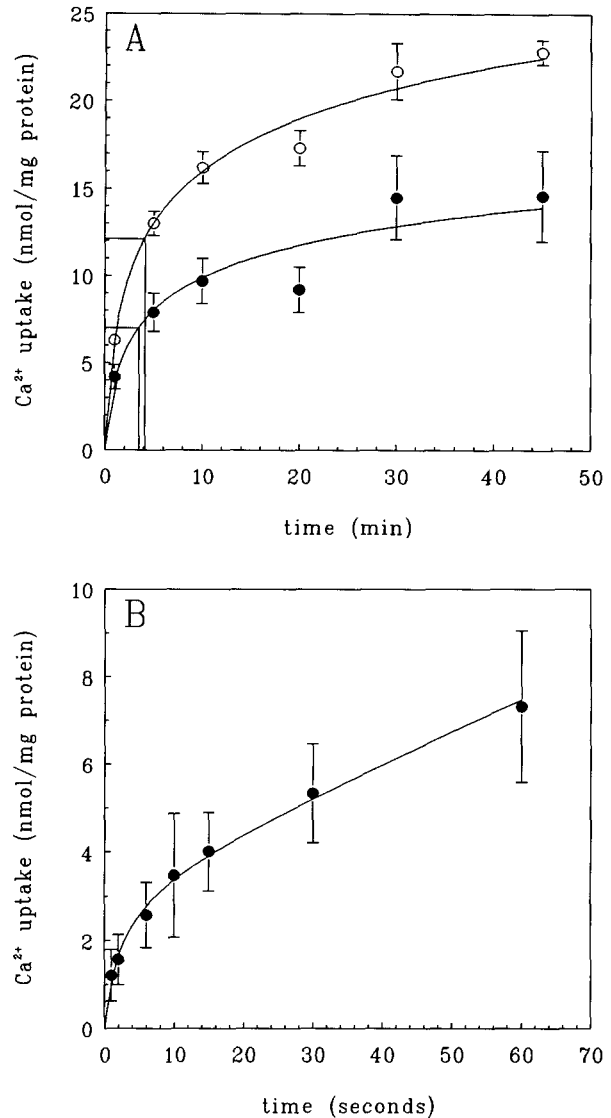 A
Ca²⁺ uptake (nmol/mg protein)
25
20
15
10
5
0
0 10 20 30 40 50
time (min)
B
Ca²⁺ uptake (nmol/mg protein)
10
8
6
4
2
0
0 10 20 30 40 50 60 70
time (seconds)